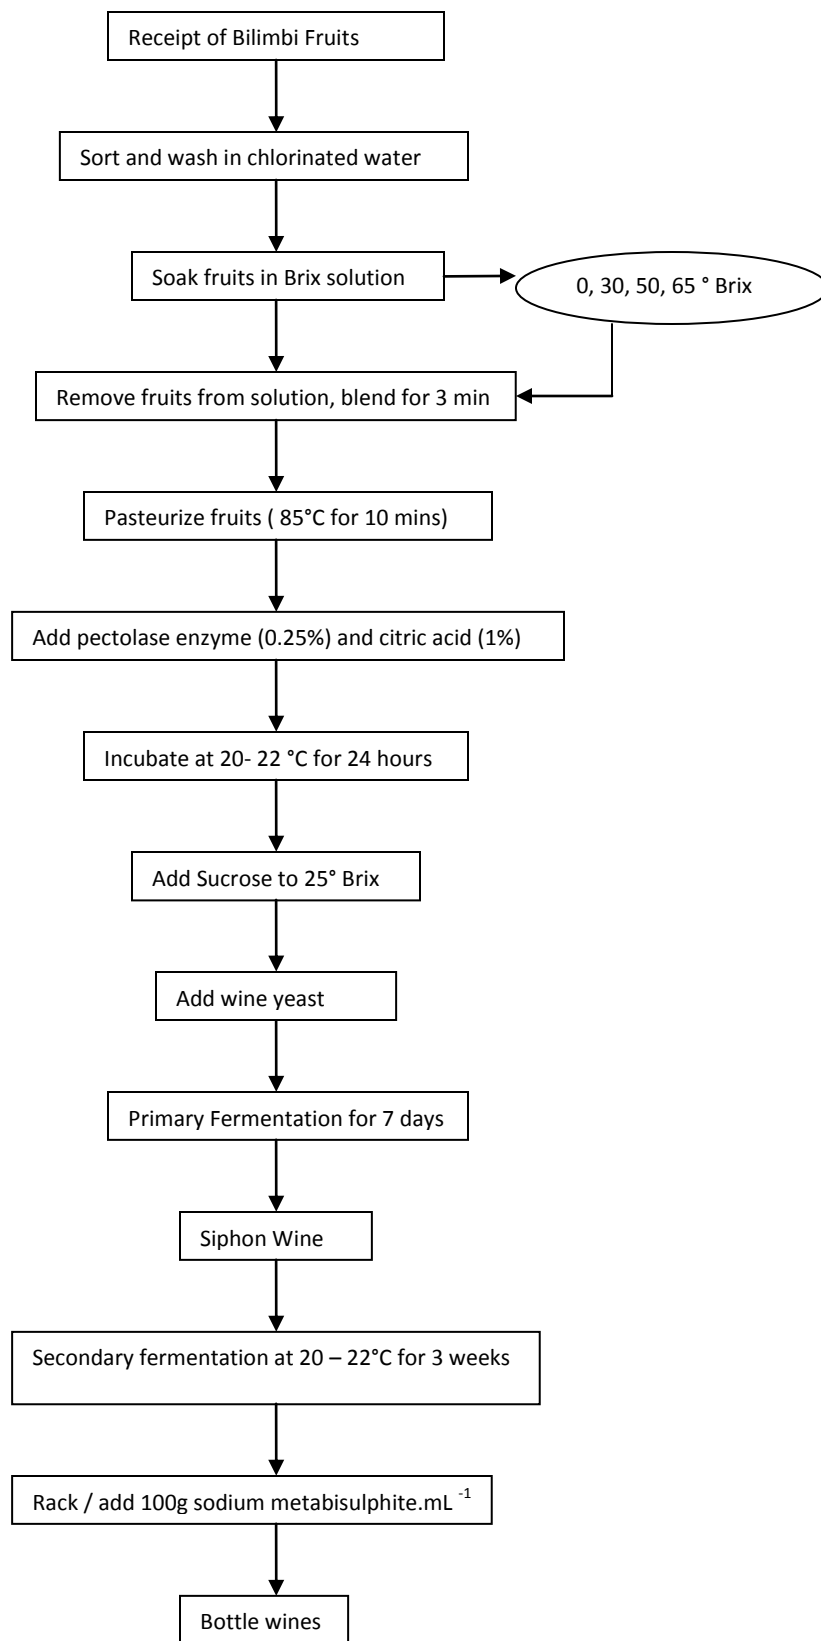 Receipt of Bilimbi Fruits
Sort and wash in chlorinated water
Soak fruits in Brix solution
0, 30, 50, 65 ° Brix
Remove fruits from solution, blend for 3 min
Pasteurize fruits ( 85°C for 10 mins)
Add pectolase enzyme (0.25%) and citric acid (1%)
Incubate at 20- 22 °C for 24 hours
Add Sucrose to 25° Brix
Add wine yeast
Primary Fermentation for 7 days
Siphon Wine
Secondary fermentation at 20 – 22°C for 3 weeks
Rack / add 100g sodium metabisulphite.mL ⁻¹
Bottle wines